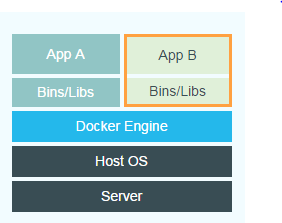 App A
App B
Bins/Libs
Bins/Libs
Docker Engine
Host OS
Server